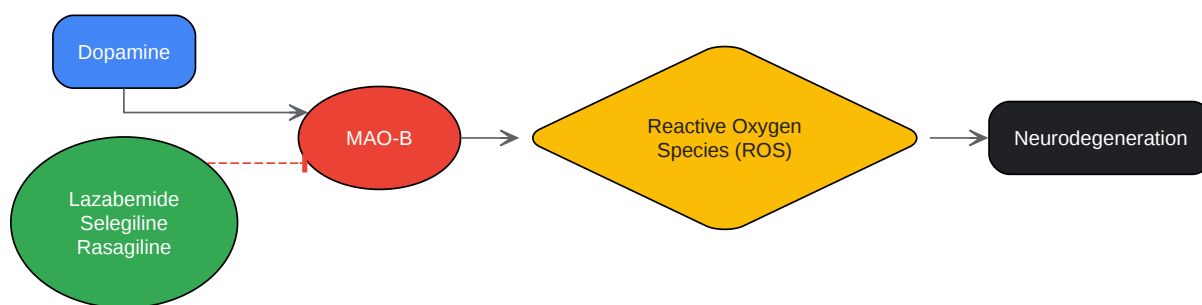 Dopamine
MAO-B
Reactive Oxygen
Species (ROS)
Neurodegeneration
Lazabemide
Selegiline
Rasagiline